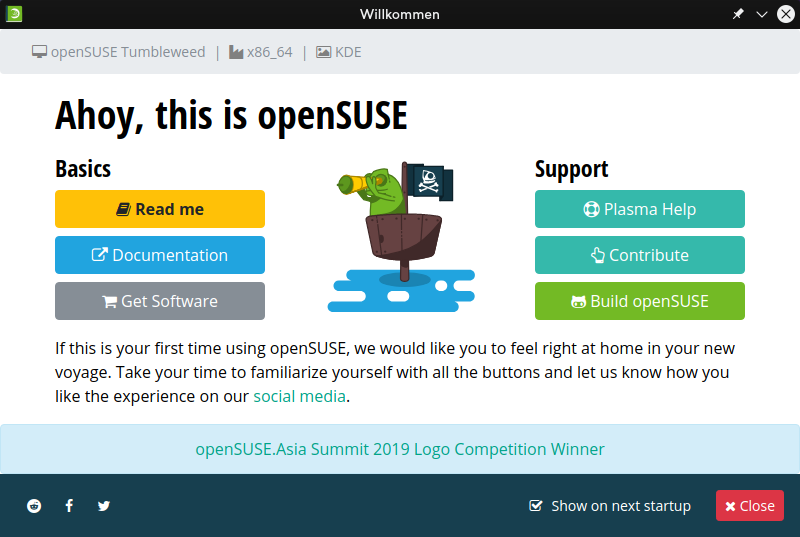 Willkommen
openSUSE Tumbleweed | x86_64 | KDE
Ahoy, this is openSUSE
Basics
Read me
Documentation
Get Software
Support
Plasma Help
Contribute
Build openSUSE
If this is your first time using openSUSE, we would like you to feel right at home in your new
voyage. Take your time to familiarize yourself with all the buttons and let us know how you
like the experience on our social media.
openSUSE.Asia Summit 2019 Logo Competition Winner
Show on next startup
Close